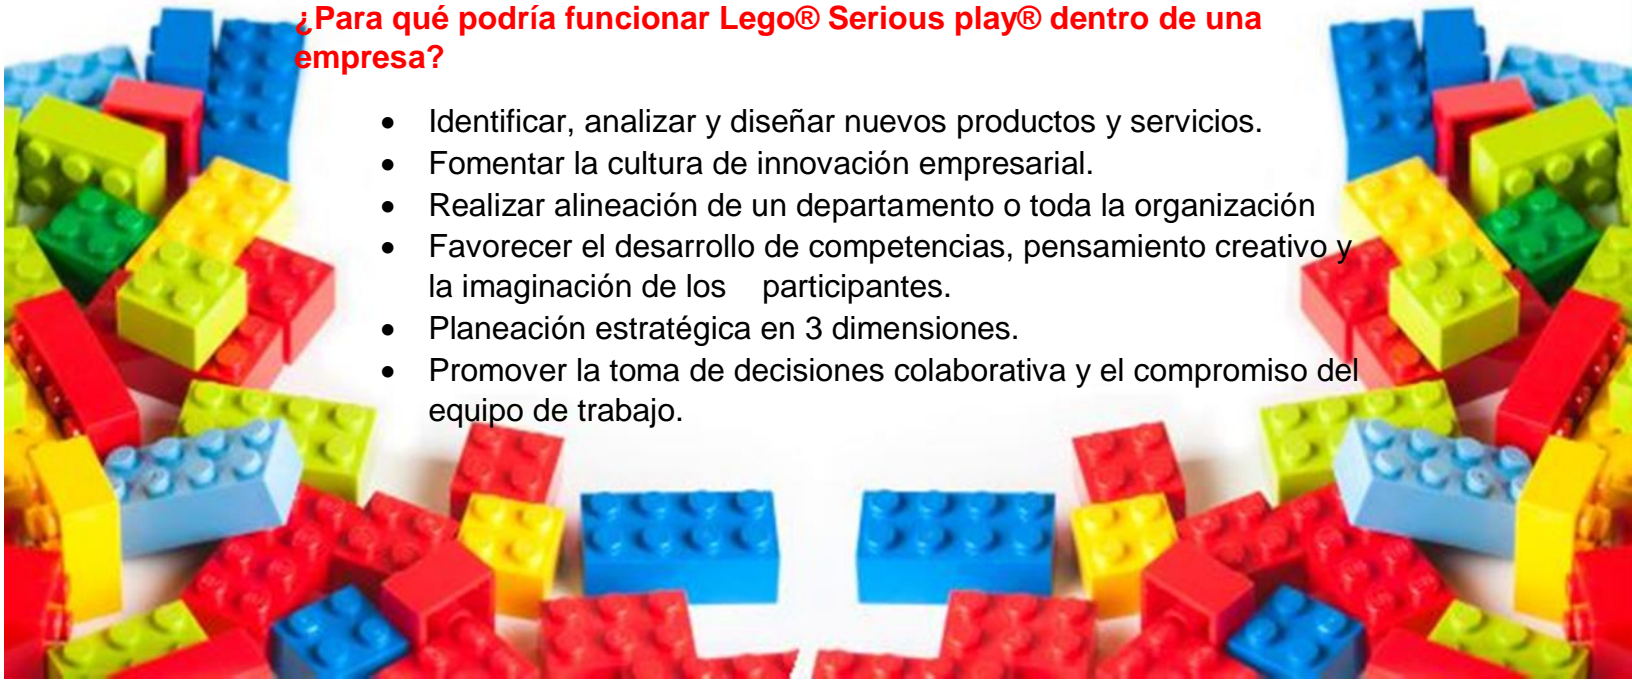 ¿Para qué podría funcionar Lego® Serious play® dentro de una
empresa?
• Identificar, analizar y diseñar nuevos productos y servicios.
• Fomentar la cultura de innovación empresarial.
• Realizar alineación de un departamento o toda la organización
• Favorecer el desarrollo de competencias, pensamiento creativo y
la imaginación de los    participantes.
• Planeación estratégica en 3 dimensiones.
• Promover la toma de decisiones colaborativa y el compromiso del
equipo de trabajo.